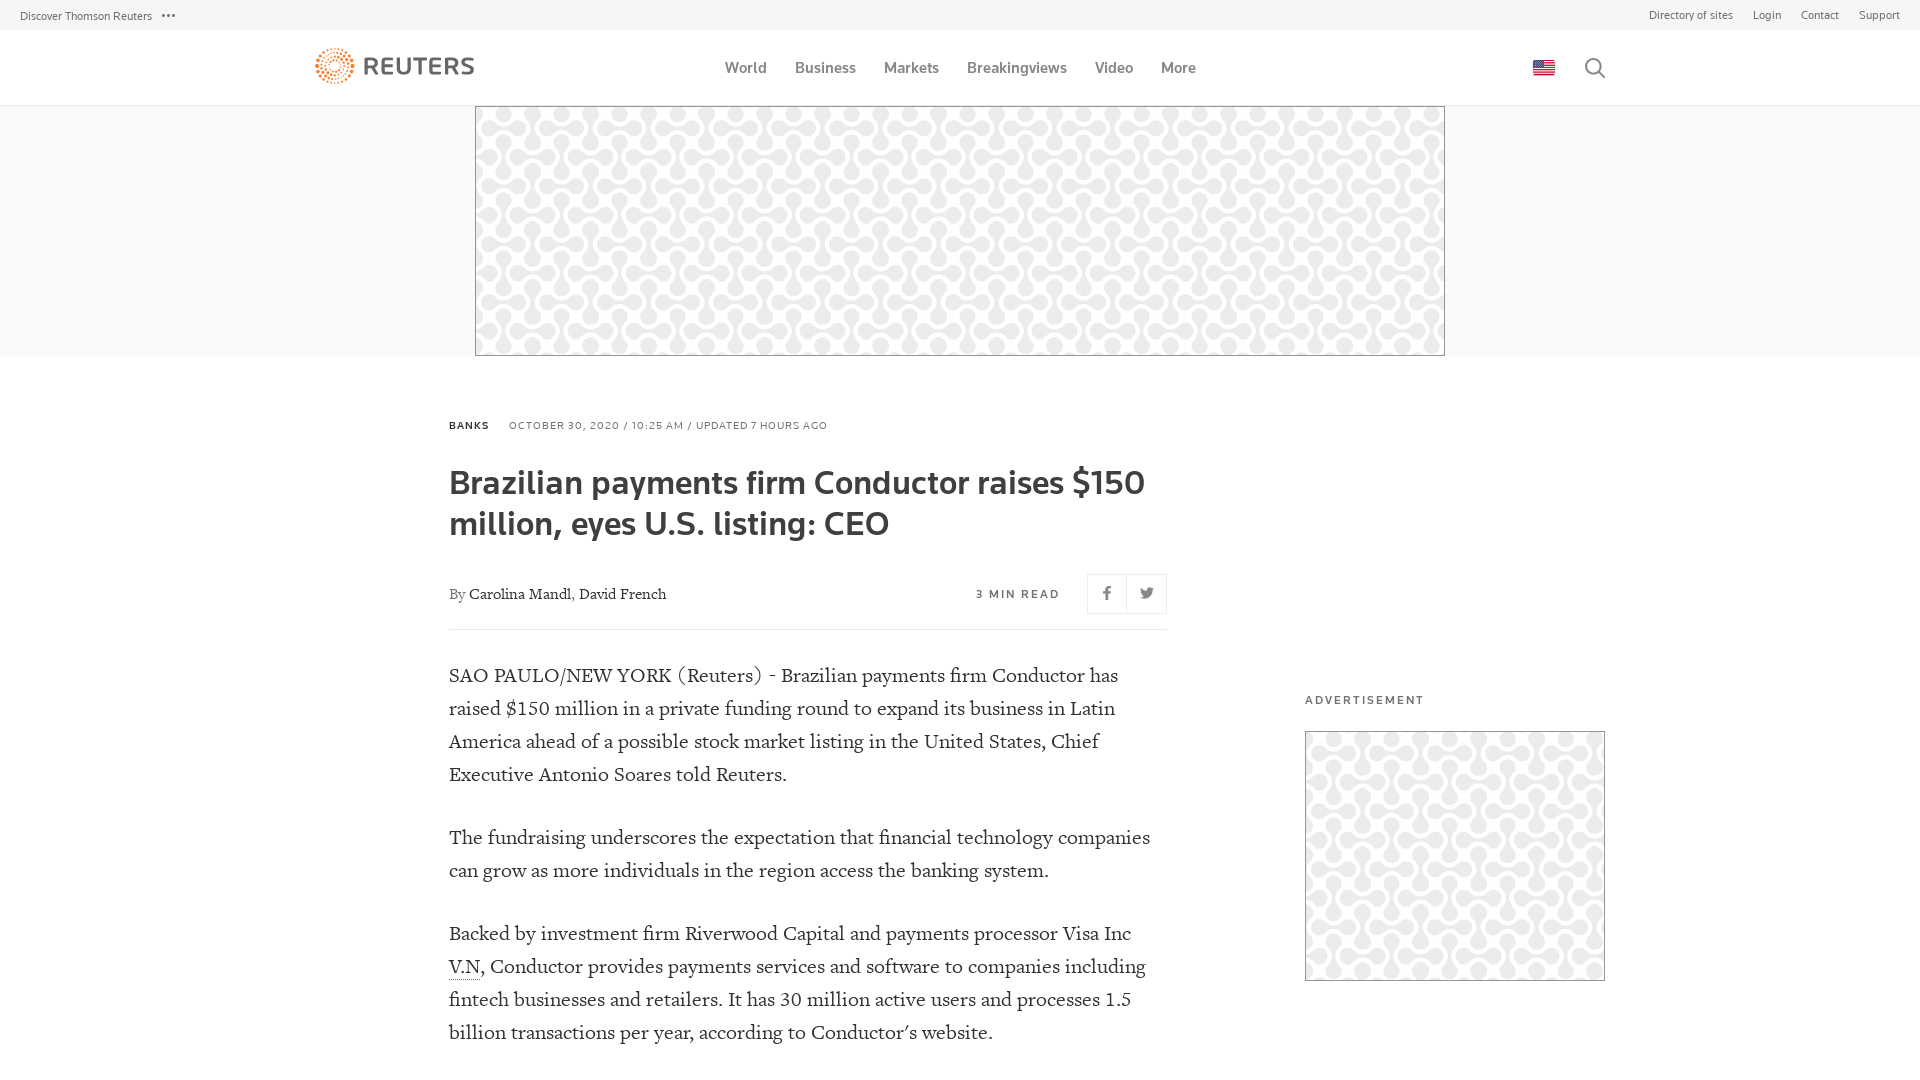 Discover Thomson Reuters
Directory of sites Login Contact Support
REUTERS
World Business Markets Breakingviews Video More
BANKS OCTOBER 30, 2020 / 10:25 AM / UPDATED 7 HOURS AGO
Brazilian payments firm Conductor raises $150
million, eyes U.S. listing: CEO
By Carolina Mandl, David French
3 MIN READ
SAO PAULO/NEW YORK (Reuters) - Brazilian payments firm Conductor has
raised $150 million in a private funding round to expand its business in Latin
America ahead of a possible stock market listing in the United States, Chief
Executive Antonio Soares told Reuters.
The fundraising underscores the expectation that financial technology companies
can grow as more individuals in the region access the banking system.
Backed by investment firm Riverwood Capital and payments processor Visa Inc
V.N, Conductor provides payments services and software to companies including
fintech businesses and retailers. It has 30 million active users and processes 1.5
billion transactions per year, according to Conductor's website.
ADVERTISEMENT